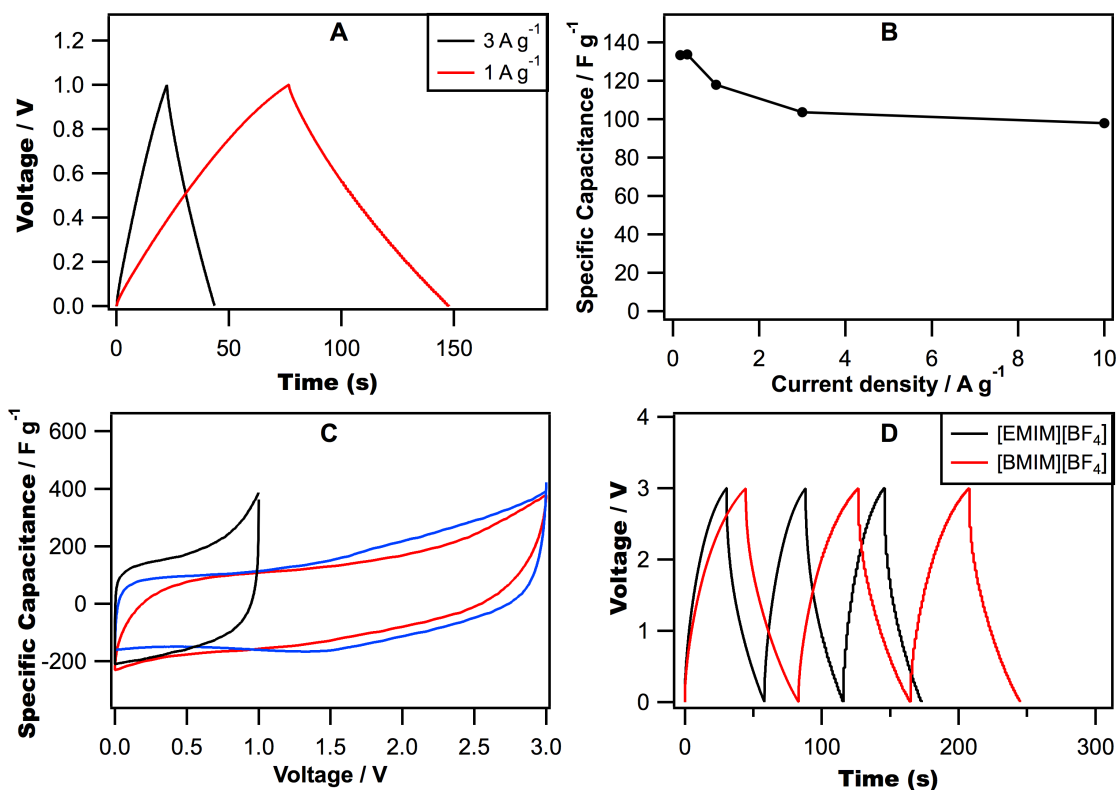 A
3 A g⁻¹
1 A g⁻¹
Voltage / V
1.2
1.0
0.8
0.6
0.4
0.2
0.0
0 50 100 150
Time (s)
B
Specific Capacitance / F g⁻¹
140
120
100
80
60
40
20
0
0 2 4 6 8 10
Current density / A g⁻¹
C
Specific Capacitance / F g⁻¹
600
400
200
0
-200
0.0 0.5 1.0 1.5 2.0 2.5 3.0
Voltage / V
D
[EMIM][BF₄]
[BMIM][BF₄]
Voltage / V
4
3
2
1
0
0 100 200 300
Time (s)